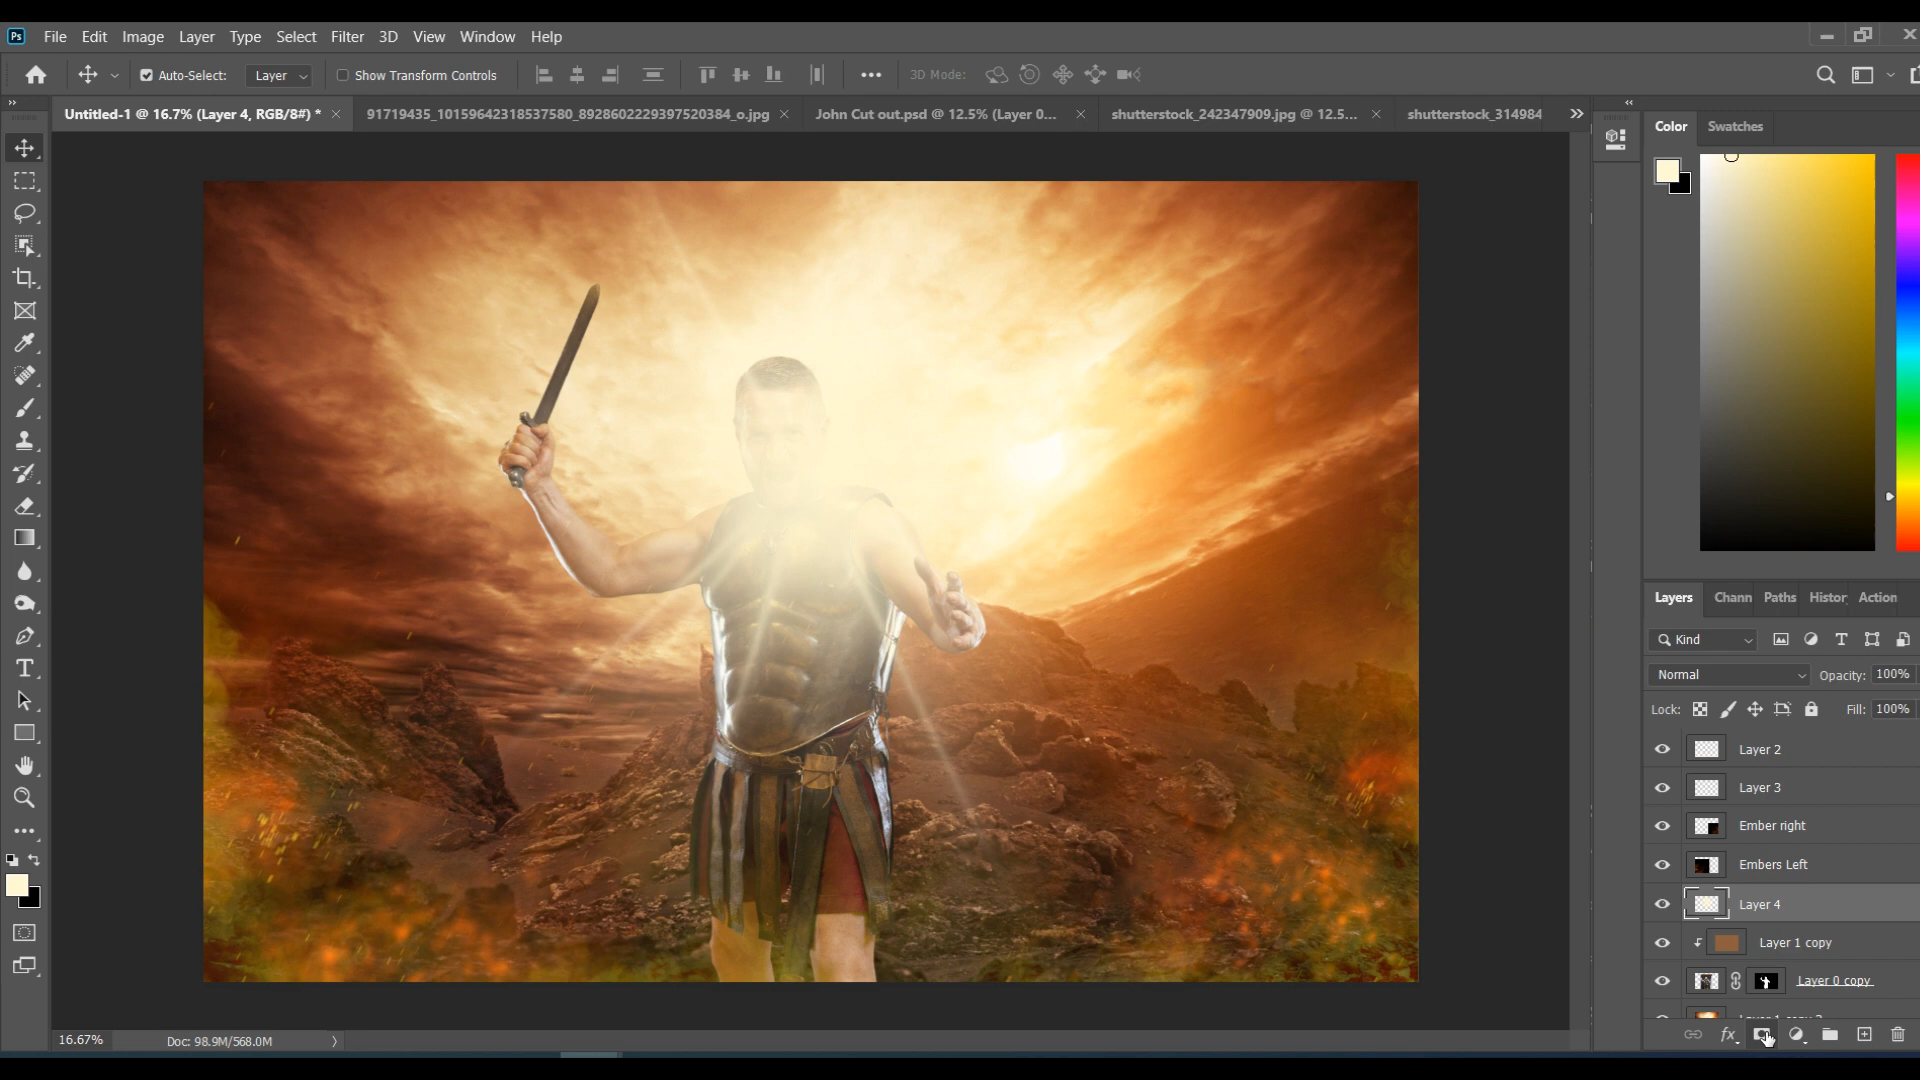 Ps File Edit Image Layer Type Select Filter 3D View Window Help
Auto-Select: Layer Show Transform Controls 3D Mode:
Untitled-1 @ 16.7% (Layer 4, RGB/8#) * 91719435_10159642318537580_8928602229397520384_o.jpg John Cut out.psd @ 12.5% (Layer 0... shutterstock_242347909.jpg @ 12.5... shutterstock_314984
Color Swatches
Layers Chann Paths Histor Action
Kind
Normal Opacity: 100%
Lock: Fill: 100%
Layer 2
Layer 3
Ember right
Embers Left
Layer 4
Layer 1 copy
Layer 0 copy
fx
16.67% Doc: 98.9M/568.0M